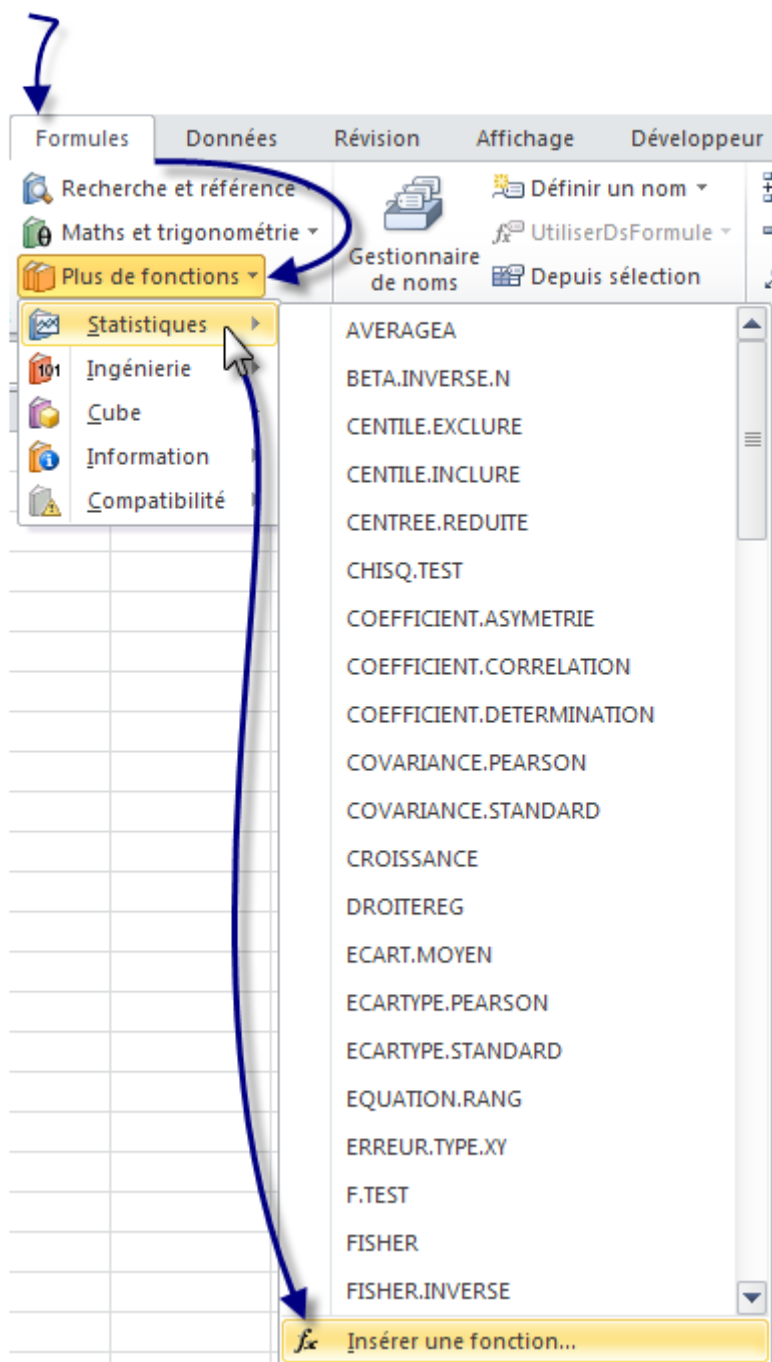 Formules Données Révision Affichage Développeur
Recherche et référence
Maths et trigonométrie
Plus de fonctions
Gestionnaire de noms
Définir un nom
UtiliserDsFormule
Depuis sélection
Statistiques
Ingénierie
Cube
Information
Compatibilité
AVERAGEA
BETA.INVERSE.N
CENTILE.EXCLURE
CENTILE.INCLURE
CENTREE.REDUITE
CHISQ.TEST
COEFFICIENT.ASYMETRIE
COEFFICIENT.CORRELATION
COEFFICIENT.DETERMINATION
COVARIANCE.PEARSON
COVARIANCE.STANDARD
CROISSANCE
DROITEREG
ECART.MOYEN
ECARTYPE.PEARSON
ECARTYPE.STANDARD
EQUATION.RANG
ERREUR.TYPE.XY
F.TEST
FISHER
FISHER.INVERSE
fx Insérer une fonction...